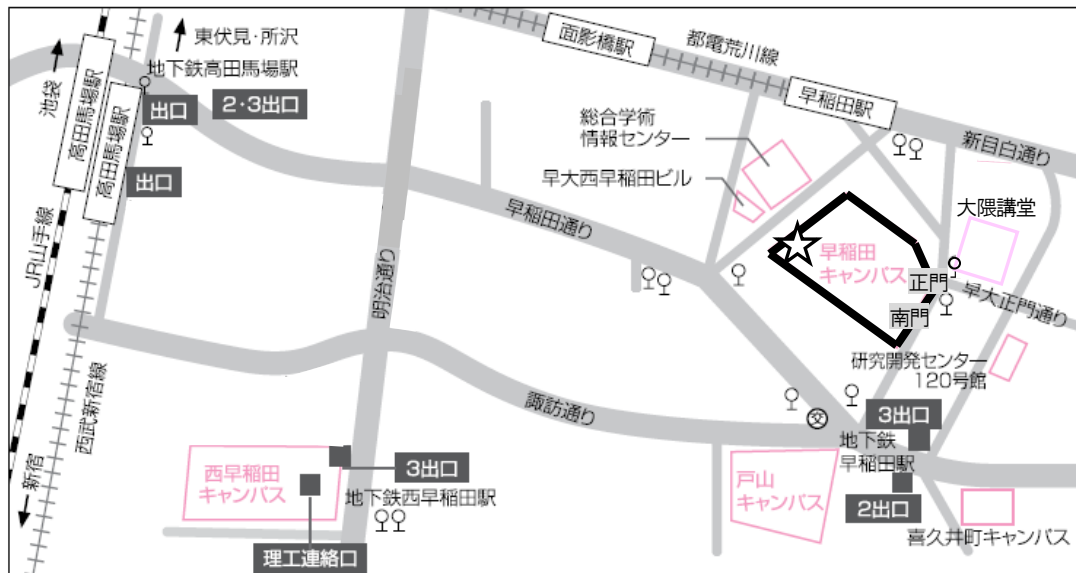 東伏見・所沢
地下鉄高田馬場駅
2・3出口
池袋
高田馬場駅
高田馬場駅
出口
出口
JR山手線
西武新宿線
新宿
明治通り
早稲田通り
諏訪通り
面影橋駅
都電荒川線
早稲田駅
新目白通り
総合学術
情報センター
早大西早稲田ビル
大隈講堂
早稲田
キャンパス
正門
南門
早大正門通り
研究開発センター
120号館
交
3出口
地下鉄
早稲田駅
2出口
喜久井町キャンパス
戸山
キャンパス
西早稲田
キャンパス
3出口
地下鉄西早稲田駅
理工連絡口